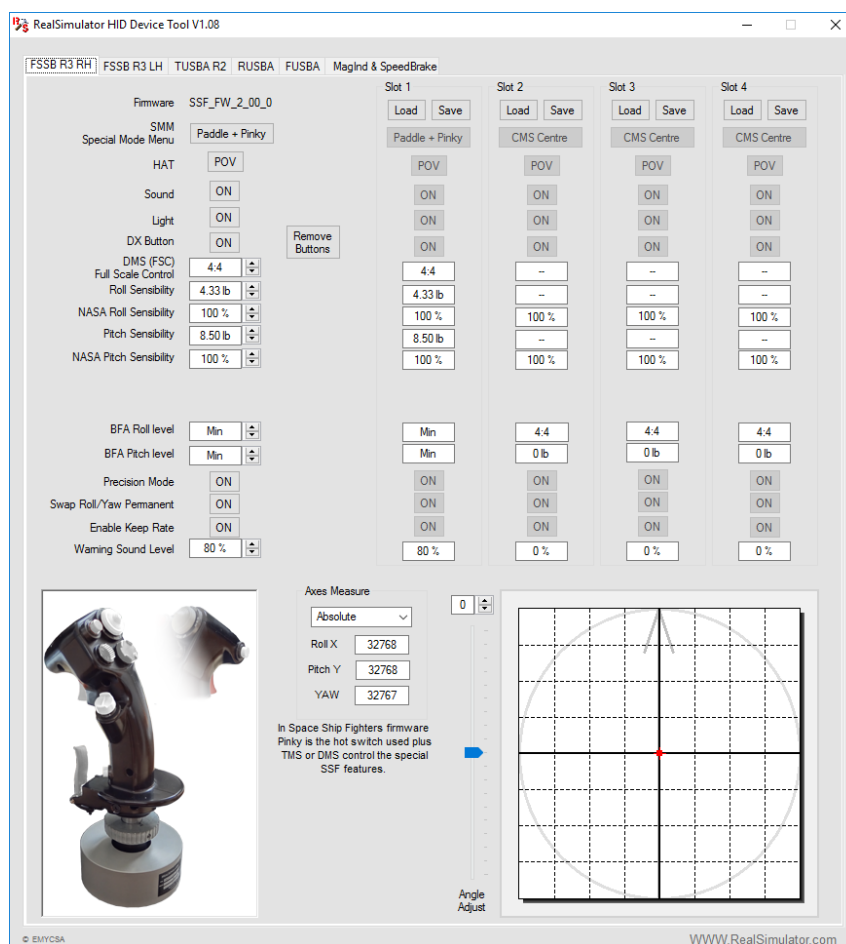 RealSimulator HID Device Tool V1.08
FSSB R3 RH FSSB R3 LH TUSBA R2 RUSBA FUSBA MagInd & SpeedBrake
Slot 1 Slot 2 Slot 3 Slot 4
Firmware SSF_FW_2_00_0 Load Save Load Save Load Save Load Save
SMM
Special Mode Menu Paddle + Pinky Paddle + Pinky CMS Centre CMS Centre CMS Centre
HAT POV POV POV POV POV
Sound ON ON ON ON ON
Light ON ON ON ON ON
DX Button ON ON ON ON ON
Remove
Buttons
DMS (FSC)
Full Scale Control 4:4 4:4 -- -- --
Roll Sensibility 4.33 lb 4.33 lb -- -- --
NASA Roll Sensibility 100 % 100 % 100 % 100 % 100 %
Pitch Sensibility 8.50 lb 8.50 lb -- -- --
NASA Pitch Sensibility 100 % 100 % 100 % 100 % 100 %
BFA Roll level Min Min 4:4 4:4 4:4
BFA Pitch level Min Min 0 lb 0 lb 0 lb
Precision Mode ON ON ON ON ON
Swap Roll/Yaw Permanent ON ON ON ON ON
Enable Keep Rate ON ON ON ON ON
Warning Sound Level 80 % 80 % 0 % 0 % 0 %
Axes Measure
Absolute
Roll X 32768
Pitch Y 32768
YAW 32767
In Space Ship Fighters firmware
Pinky is the hot switch used plus
TMS or DMS control the special
SSF features.
0
Angle
Adjust
© EMYCSA
WWW.RealSimulator.com